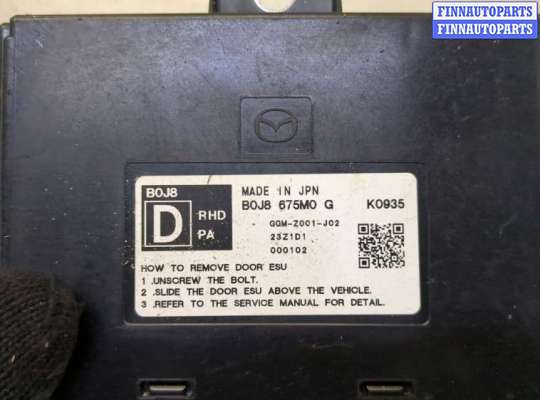 FINNAUTOPARTS
FINNAUTOPARTS
B0J8
D RHD
PA
MADE IN JPN
B0J8 675M0 G K0935
GQM-Z001-J02
23Z1D1
000102
HOW TO REMOVE DOOR ESU
1 .UNSCREW THE BOLT.
2 .SLIDE THE DOOR ESU ABOVE THE VEHICLE.
3 .REFER TO THE SERVICE MANUAL FOR DETAIL.